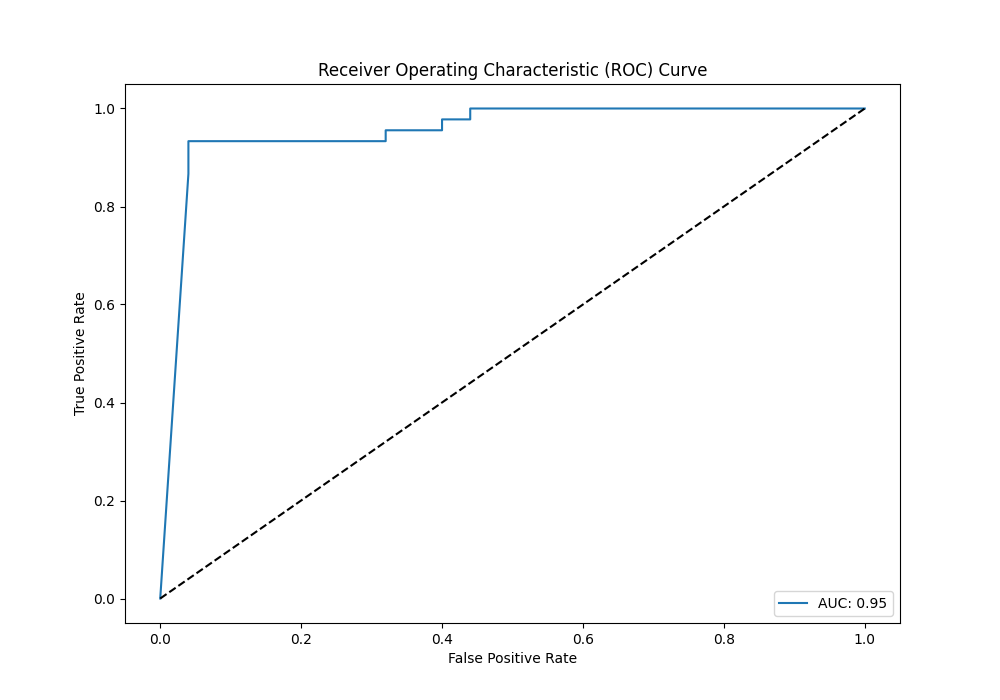 Receiver Operating Characteristic (ROC) Curve
True Positive Rate
1.0
0.8
0.6
0.4
0.2
0.0
0.0 0.2 0.4 0.6 0.8 1.0
False Positive Rate
AUC: 0.95